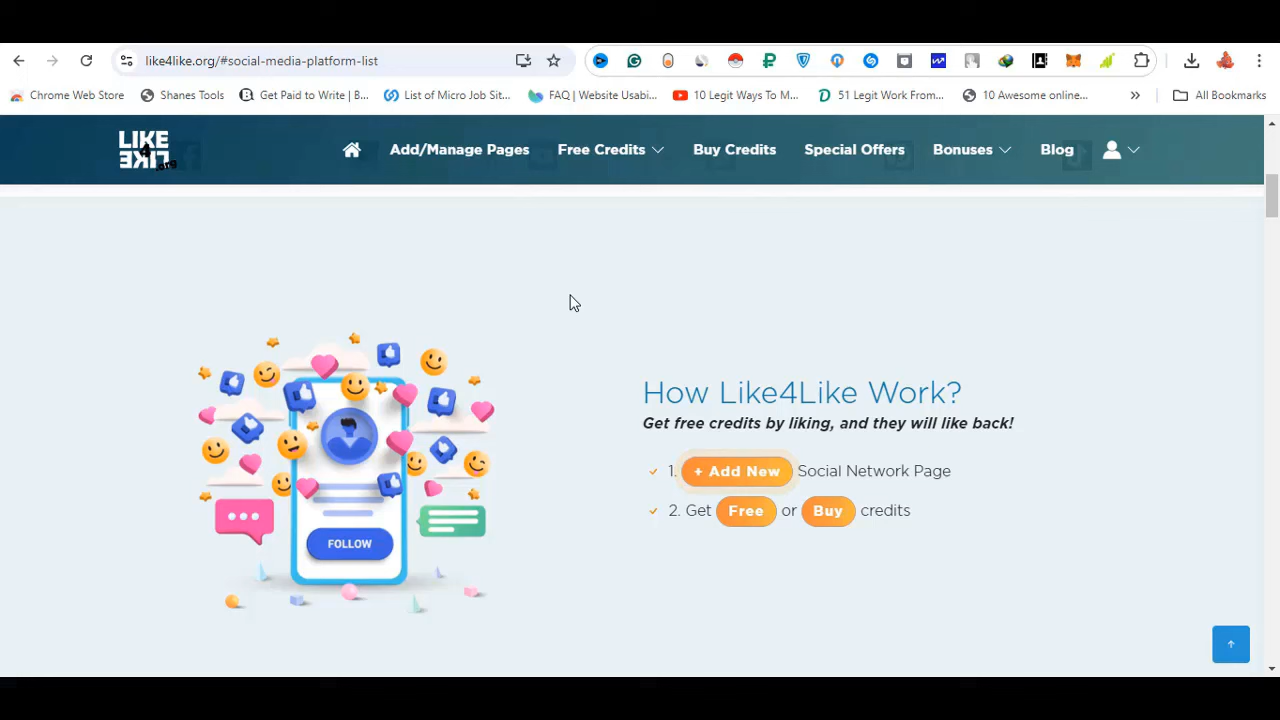 like4like.org/#social-media-platform-list
Chrome Web Store
Shanes Tools
Get Paid to Write | B...
List of Micro Job Sit...
FAQ | Website Usabi...
10 Legit Ways To M...
51 Legit Work From...
10 Awesome online...
»
All Bookmarks
LIKE
4
LIKE
.org
Add/Manage Pages
Free Credits
Buy Credits
Special Offers
Bonuses
Blog
How Like4Like Work?
Get free credits by liking, and they will like back!
1. + Add New Social Network Page
2. Get Free or Buy credits
FOLLOW